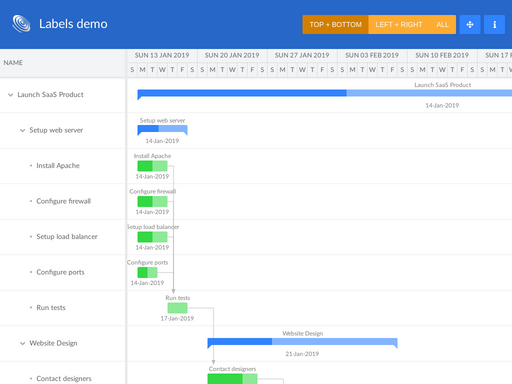 Labels demo
TOP + BOTTOM LEFT + RIGHT ALL
NAME
SUN 13 JAN 2019 SUN 20 JAN 2019 SUN 27 JAN 2019 SUN 03 FEB 2019 SUN 10 FEB 2019 SUN 17 F
S M T W T F S S M T W T F S S M T W T F S S M T W T F S S M T W T F S S M T
Launch SaaS Product
Launch SaaS Product
14-Jan-2019
Setup web server
Setup web server
14-Jan-2019
Install Apache
Install Apache
14-Jan-2019
Configure firewall
Configure firewall
14-Jan-2019
Setup load balancer
Setup load balancer
14-Jan-2019
Configure ports
Configure ports
14-Jan-2019
Run tests
Run tests
17-Jan-2019
Website Design
Website Design
21-Jan-2019
Contact designers
Contact designers